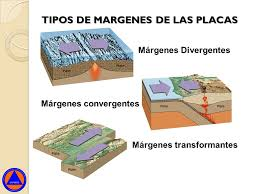 TIPOS DE MARGENES DE LAS PLACAS
Márgenes Divergentes
Márgenes convergentes
Márgenes transformantes